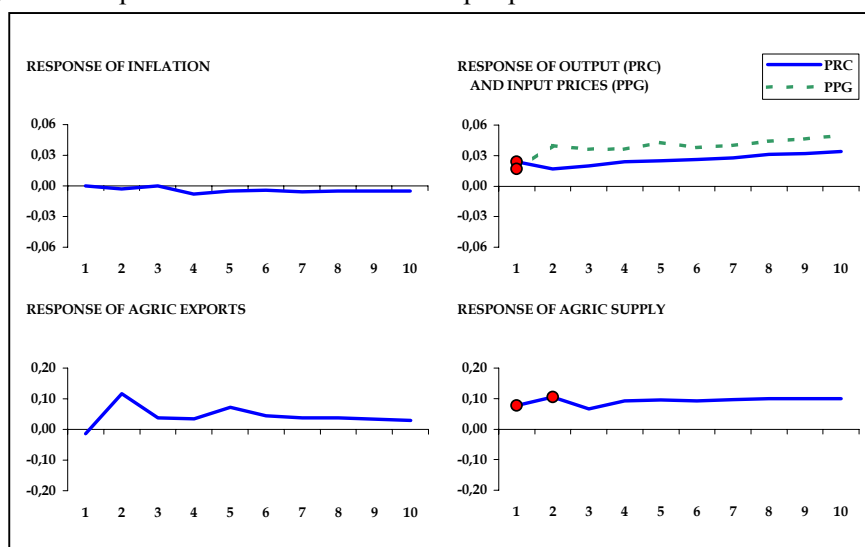 RESPONSE OF INFLATION
0,06
0,03
0,00
-0,03
-0,06
1 2 3 4 5 6 7 8 9 10
RESPONSE OF OUTPUT (PRC)
AND INPUT PRICES (PPG)
PRC
PPG
0,06
0,03
0,00
-0,03
-0,06
1 2 3 4 5 6 7 8 9 10
RESPONSE OF AGRIC EXPORTS
0,20
0,10
0,00
-0,10
-0,20
1 2 3 4 5 6 7 8 9 10
RESPONSE OF AGRIC SUPPLY
0,20
0,10
0,00
-0,10
-0,20
1 2 3 4 5 6 7 8 9 10